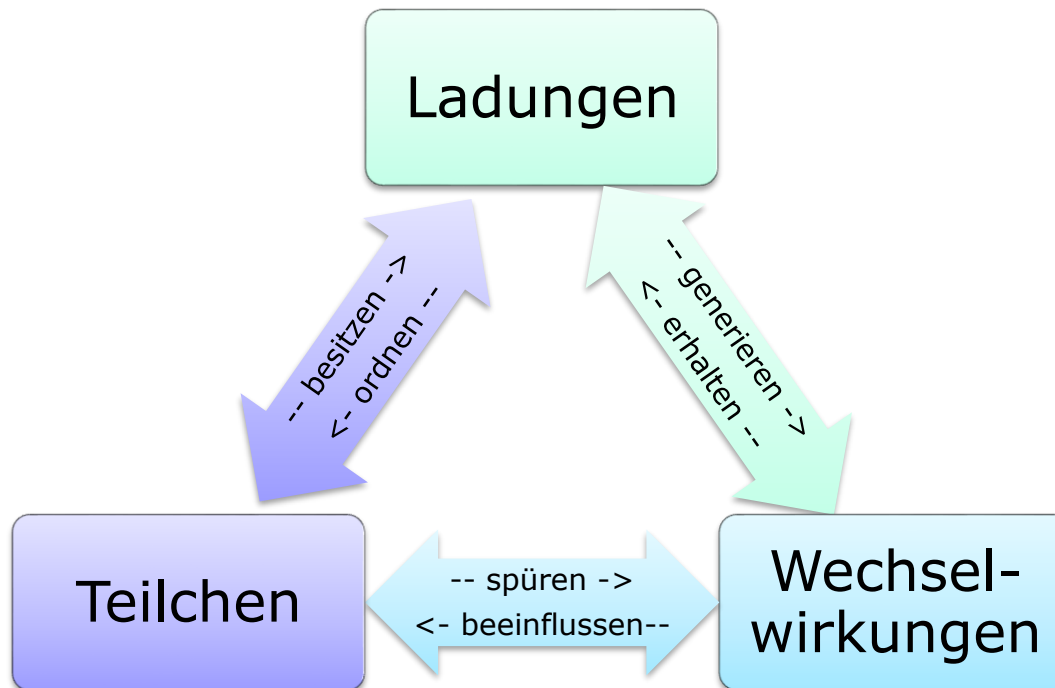 Ladungen
-- besitzen ->
<- ordnen --
-- generieren ->
<- erhalten --
Teilchen
-- spüren ->
<- beeinflussen--
Wechsel-
wirkungen